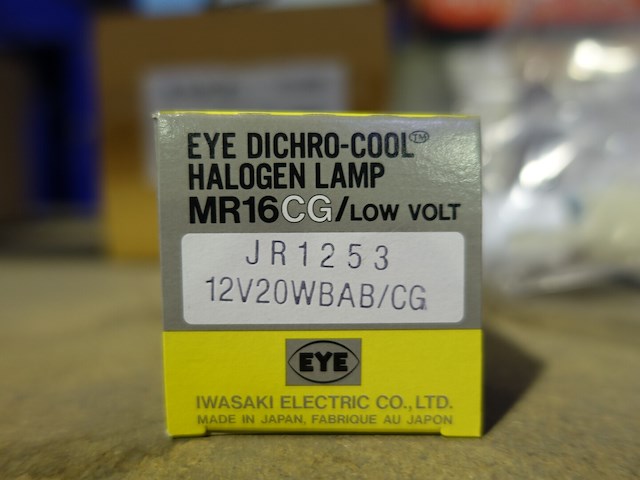 EYE DICHRO-COOL™
HALOGEN LAMP
MR16CG/LOW VOLT
JR1253
12V20WBAB/CG
EYE
IWASAKI ELECTRIC CO., LTD.
MADE IN JAPAN, FABRIQUE AU JAPON